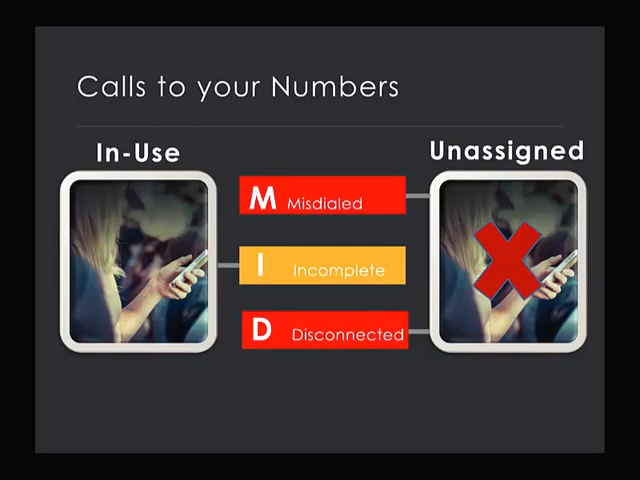 Calls to your Numbers
In-Use
Unassigned
M Misdialed
I Incomplete
D Disconnected